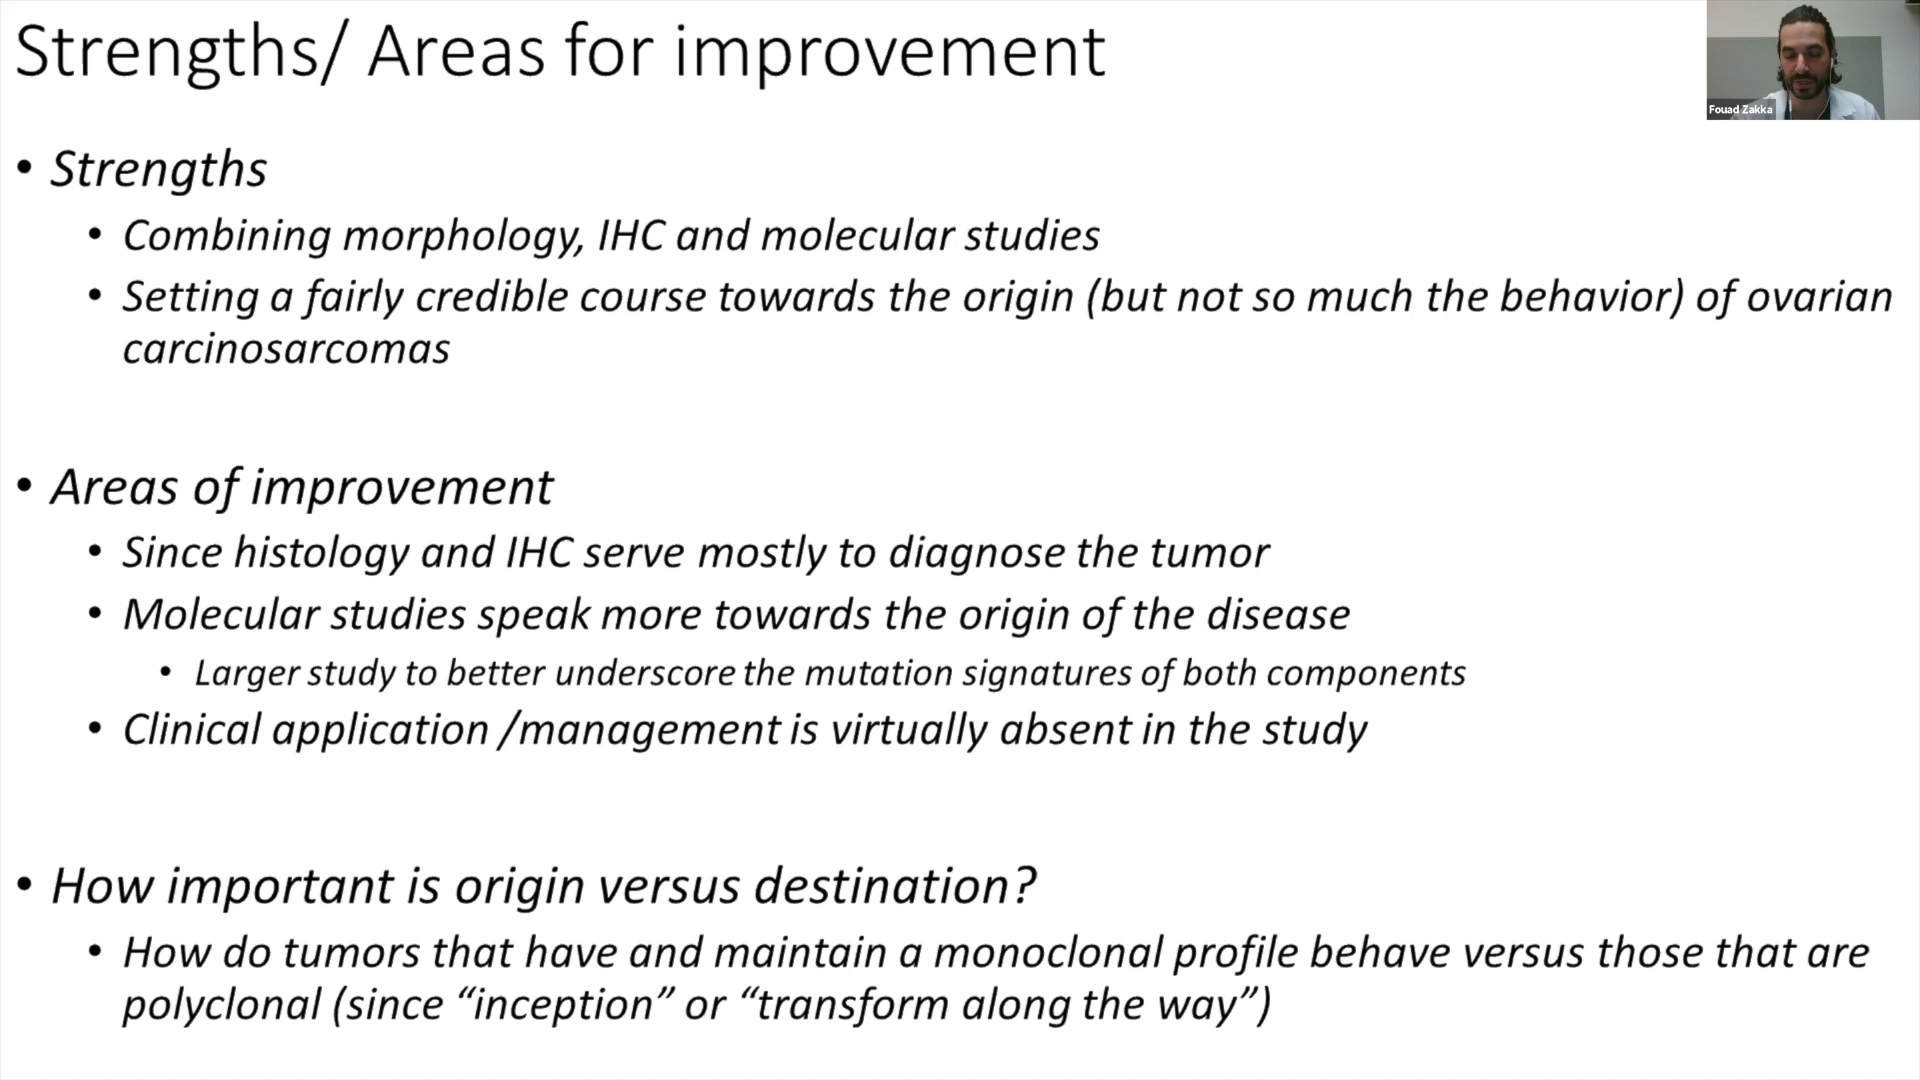 Strengths/ Areas for improvement
Fouad Zakka
• Strengths
• Combining morphology, IHC and molecular studies
• Setting a fairly credible course towards the origin (but not so much the behavior) of ovarian
carcinosarcomas
• Areas of improvement
• Since histology and IHC serve mostly to diagnose the tumor
• Molecular studies speak more towards the origin of the disease
• Larger study to better underscore the mutation signatures of both components
• Clinical application /management is virtually absent in the study
• How important is origin versus destination?
• How do tumors that have and maintain a monoclonal profile behave versus those that are
polyclonal (since “inception” or “transform along the way”)